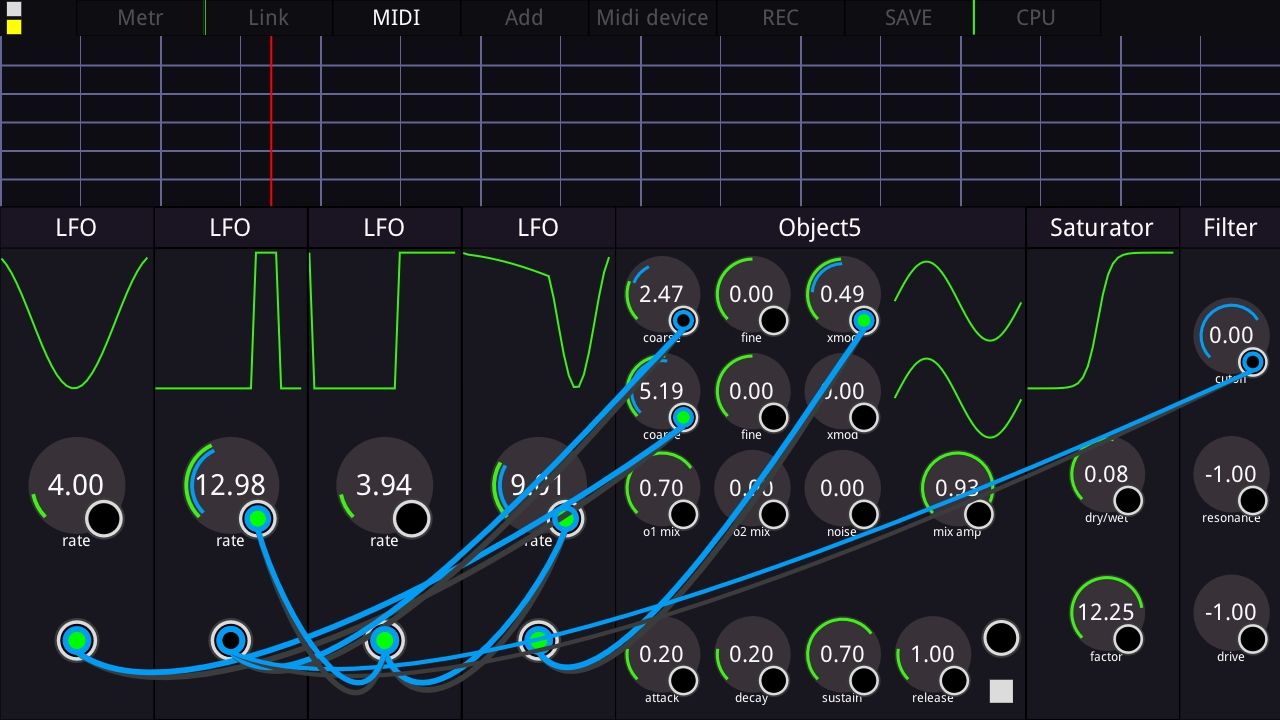 Metr Link MIDI Add Midi device REC SAVE CPU
LFO LFO LFO LFO Object5 Saturator Filter
2.47 0.00 0.49
coarse fine xmod
0.00
cutoff
5.19 0.00 0.00
coarse fine xmod
4.00 12.98 3.94
rate rate rate rate
0.70 0.00 0.00 0.93
o1 mix o2 mix noise mix amp
0.08 -1.00
dry/wet resonance
12.25 -1.00
factor drive
0.20 0.20 0.70 1.00
attack decay sustain release